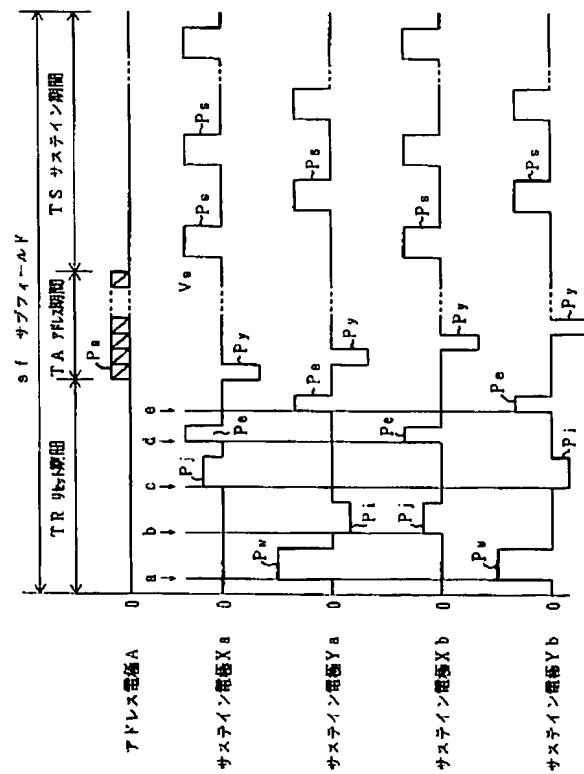 sf サブフィールド
TR リセット期間
TA アドレス期間
TS サステイン期間
アドレス電極A
0
Pa
a
b
c
d
e
サステイン電極Xa
0
Pj
Pe
Py
Vs
Ps
Ps
サステイン電極Ya
0
Pw
Pi
Pe
Py
Ps
サステイン電極Xb
0
Pj
Pe
Py
Ps
サステイン電極Yb
0
Pw
Pi
Pe
Py
Ps